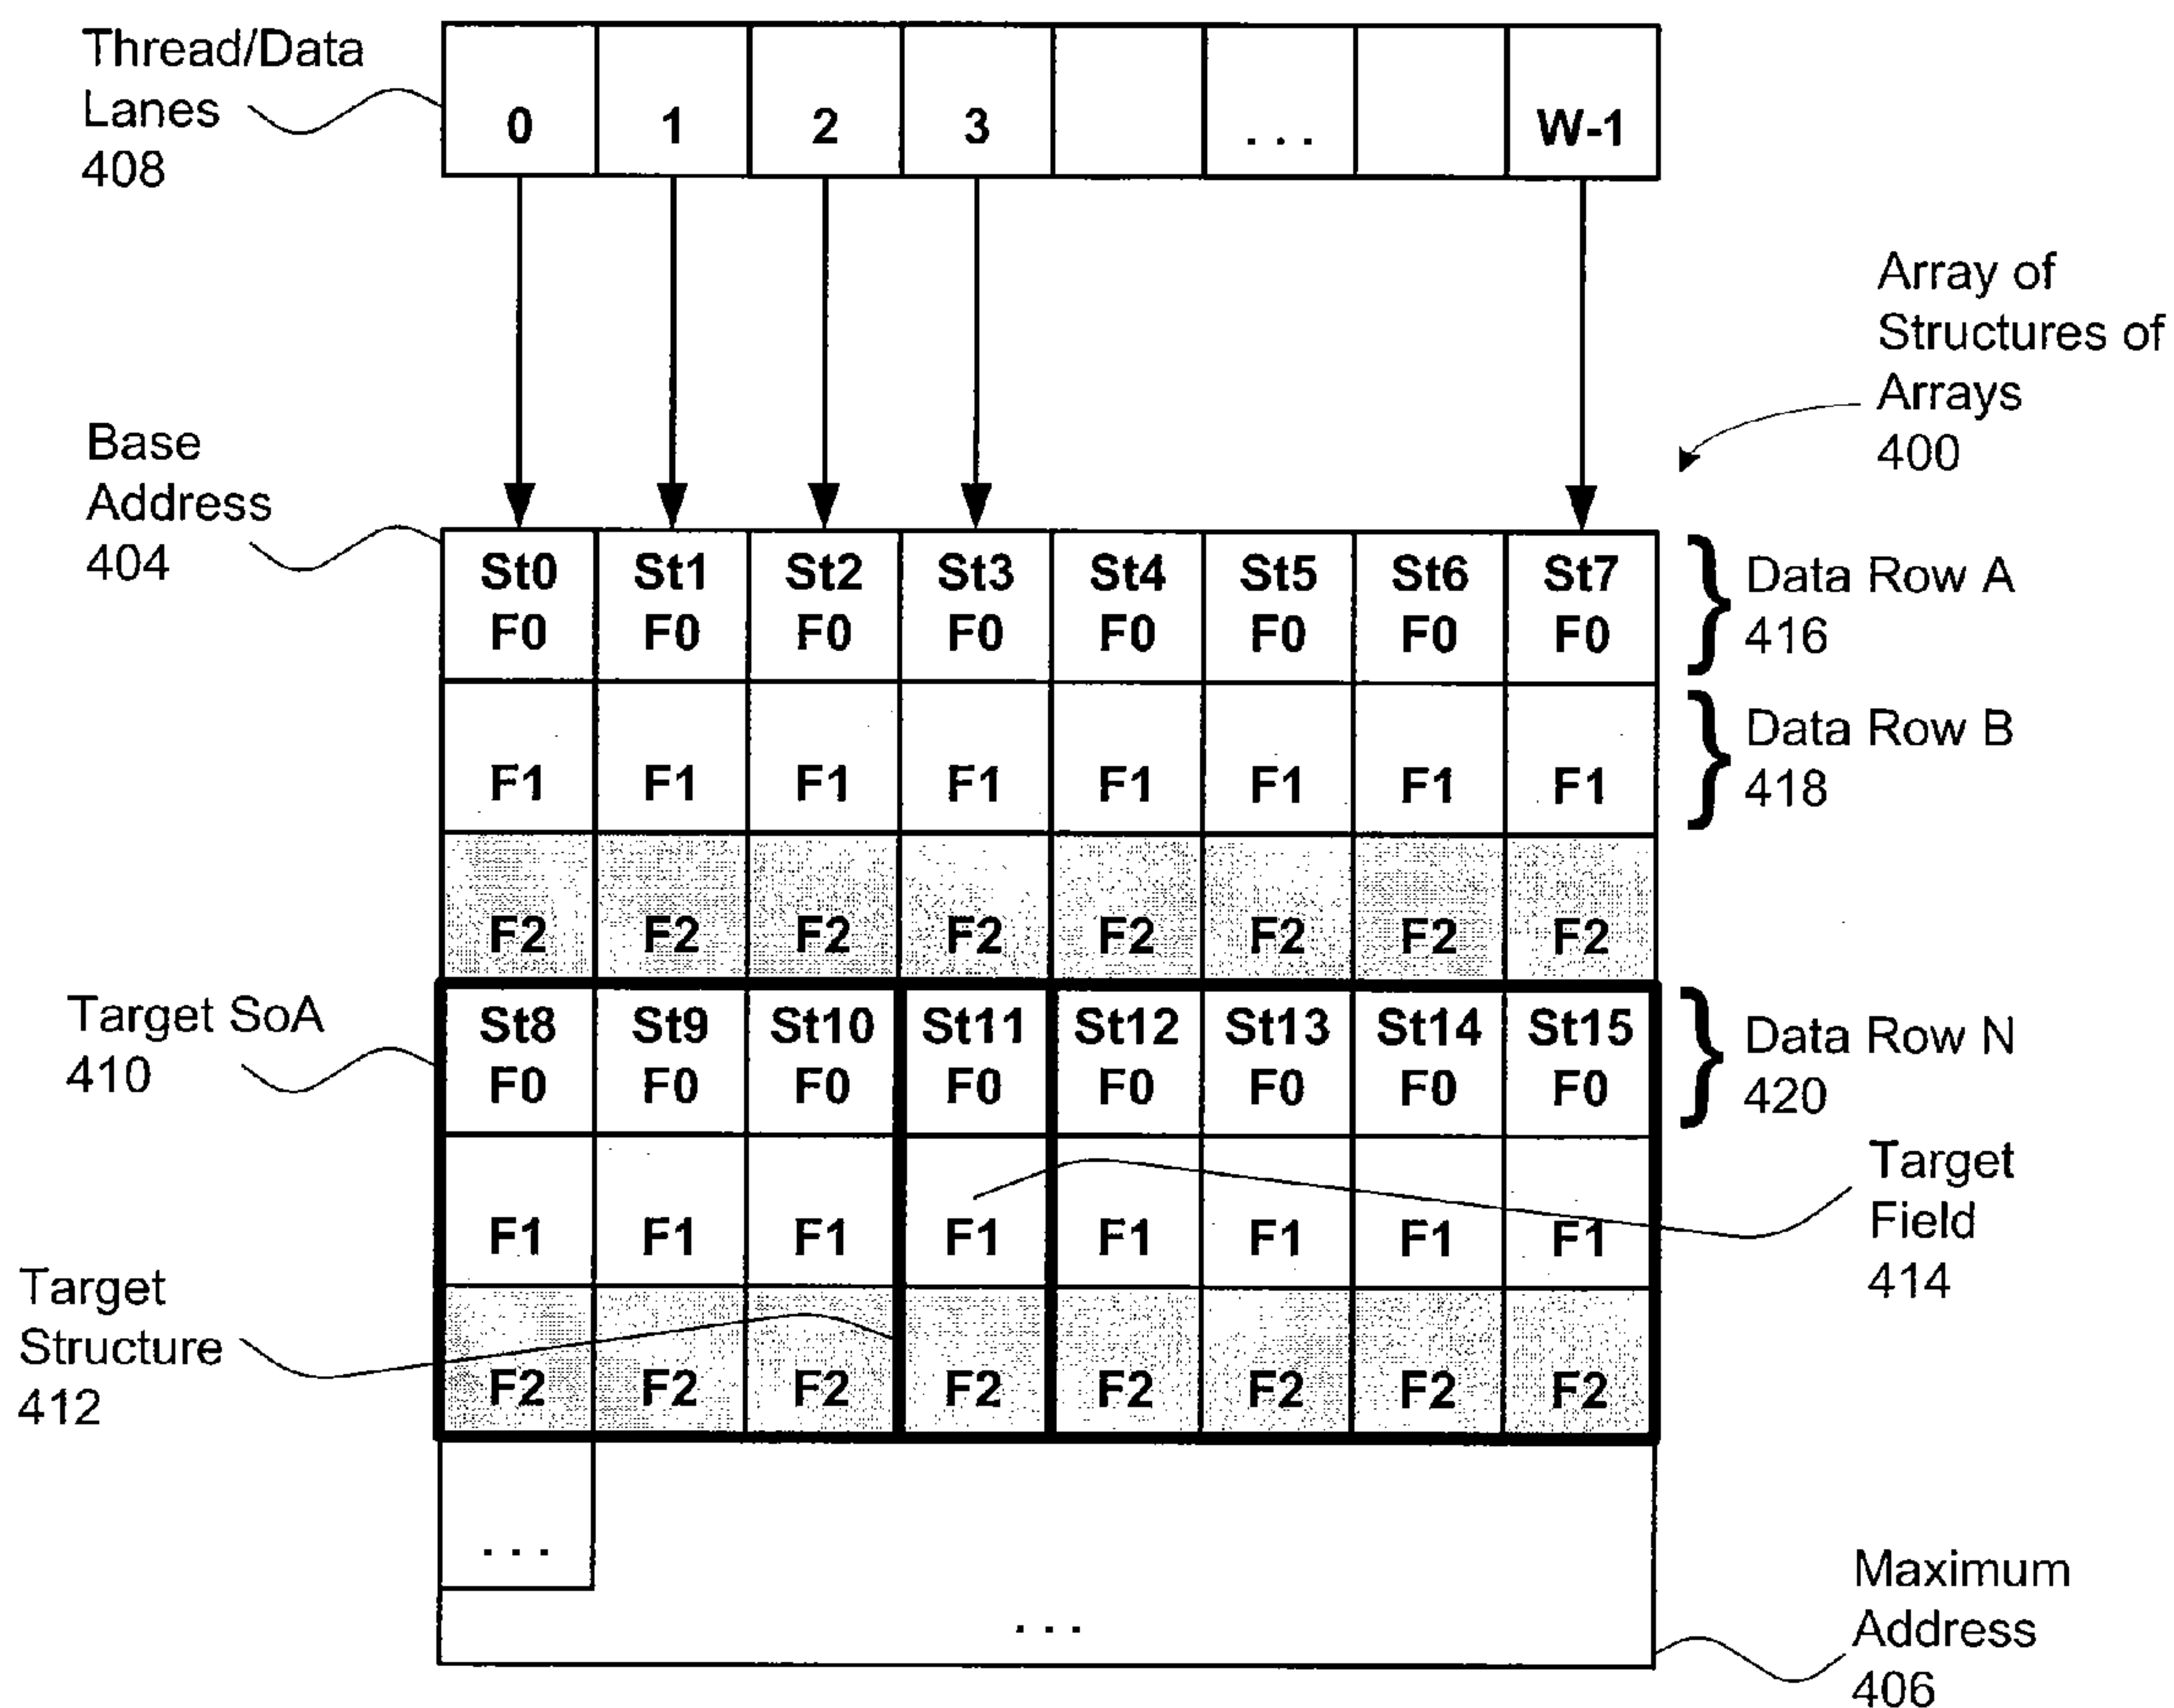 Thread/Data
Lanes
408
0 1 2 3 ... W-1
Array of
Structures of
Arrays
400
Base
Address
404
St0 St1 St2 St3 St4 St5 St6 St7
F0 F0 F0 F0 F0 F0 F0 F0
Data Row A
416
F1 F1 F1 F1 F1 F1 F1 F1
Data Row B
418
F2 F2 F2 F2 F2 F2 F2 F2
Target SoA
410
St8 St9 St10 St11 St12 St13 St14 St15
F0 F0 F0 F0 F0 F0 F0 F0
Data Row N
420
F1 F1 F1 F1 F1 F1 F1 F1
Target
Field
414
Target
Structure
412
F2 F2 F2 F2 F2 F2 F2 F2
...
...
Maximum
Address
406